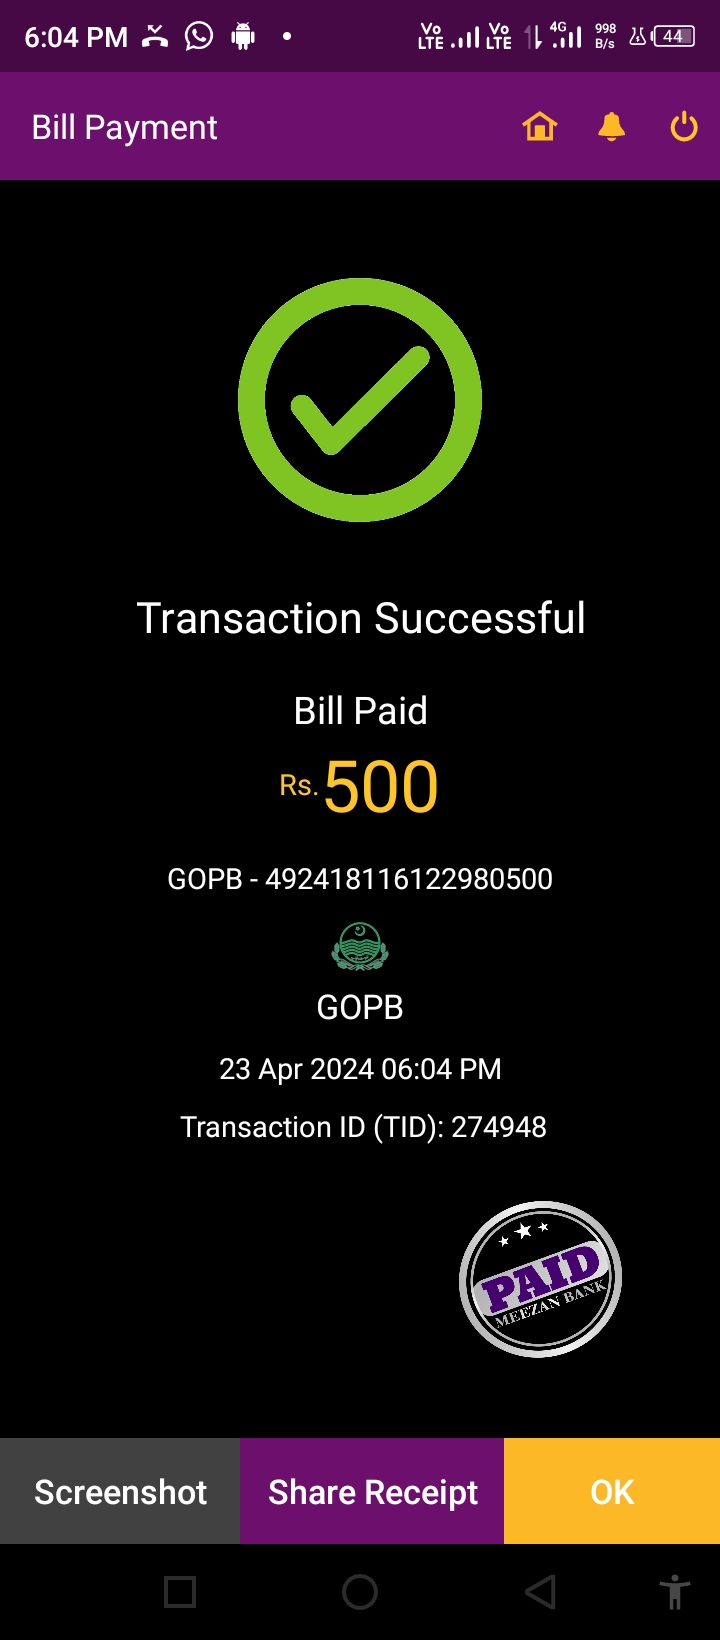 6:04 PM
Vo LTE Vo LTE 4G 998 B/s 44
Bill Payment
Transaction Successful
Bill Paid
Rs.500
GOPB - 492418116122980500
GOPB
23 Apr 2024 06:04 PM
Transaction ID (TID): 274948
PAID
MEEZAN BANK
Screenshot Share Receipt OK